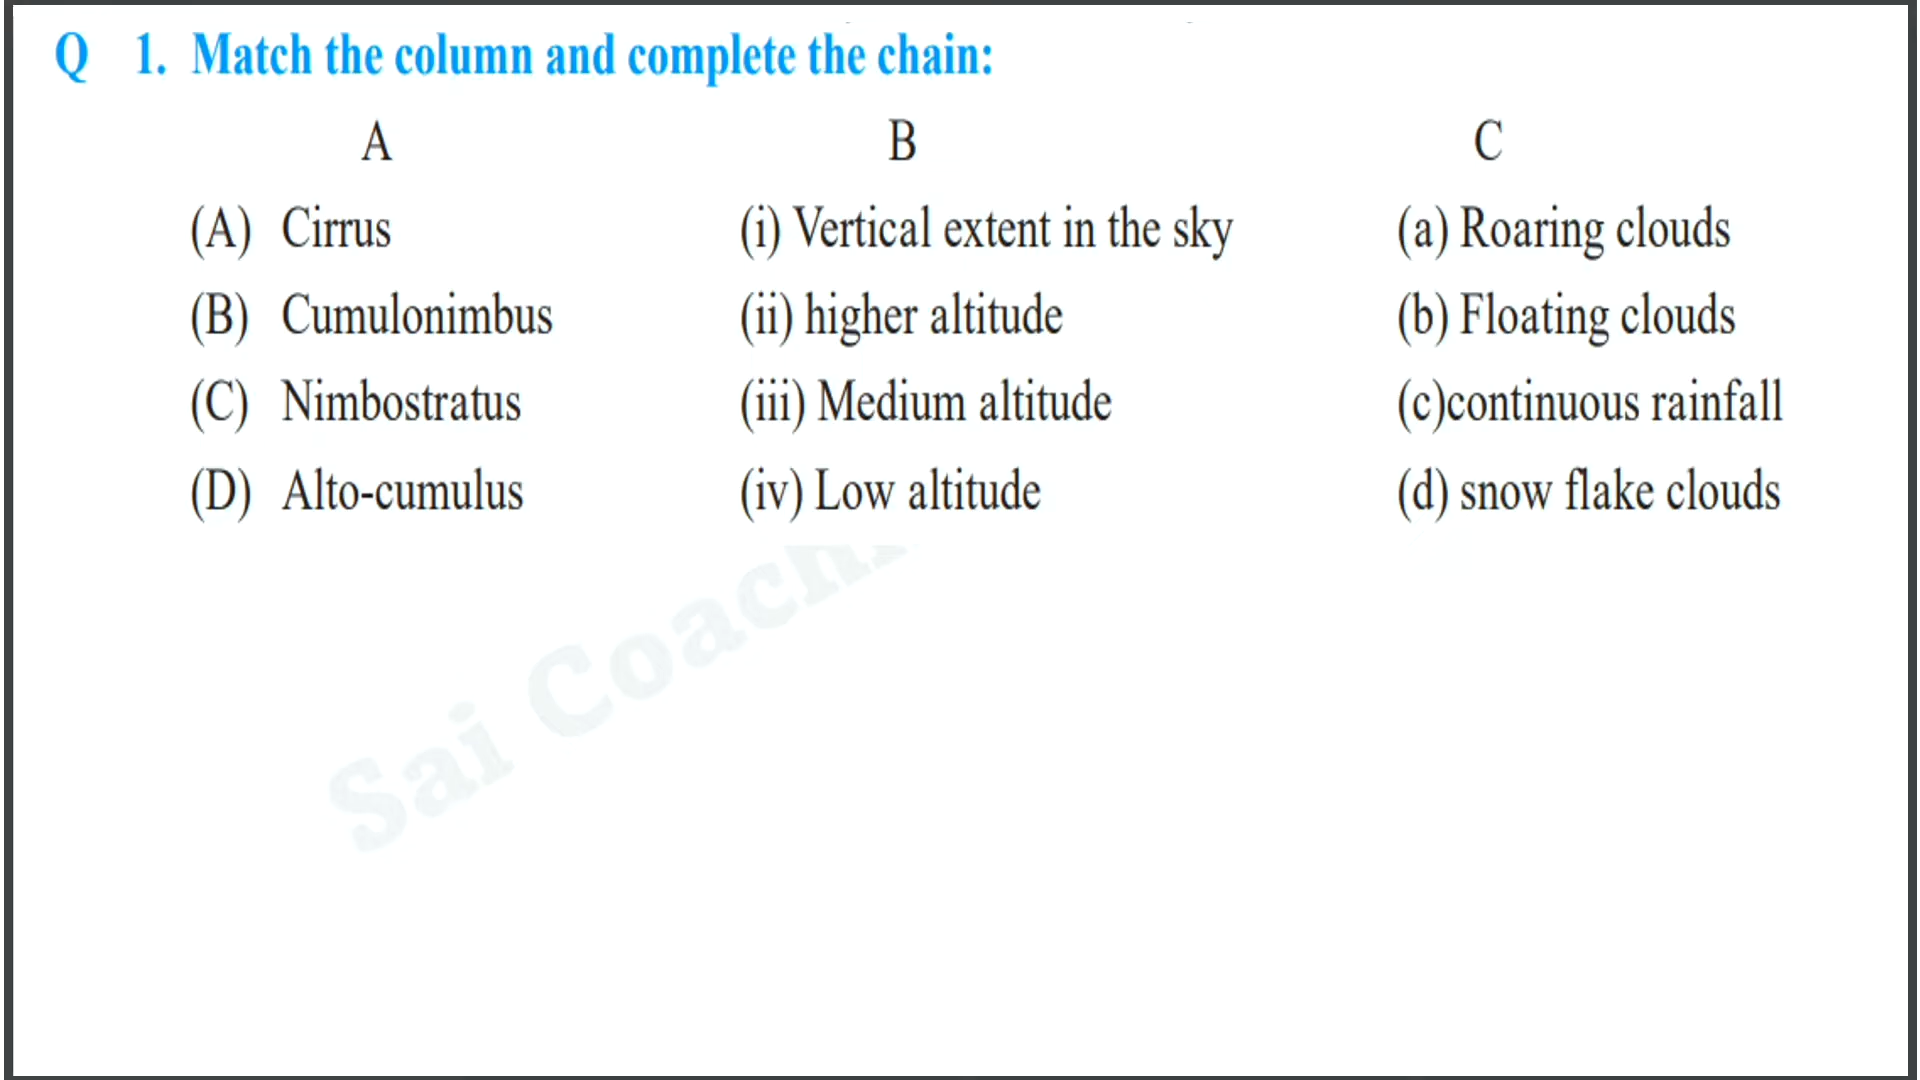 Q 1. Match the column and complete the chain:
A B C
(A) Cirrus (i) Vertical extent in the sky (a) Roaring clouds
(B) Cumulonimbus (ii) higher altitude (b) Floating clouds
(C) Nimbostratus (iii) Medium altitude (c)continuous rainfall
(D) Alto-cumulus (iv) Low altitude (d) snow flake clouds
Sai